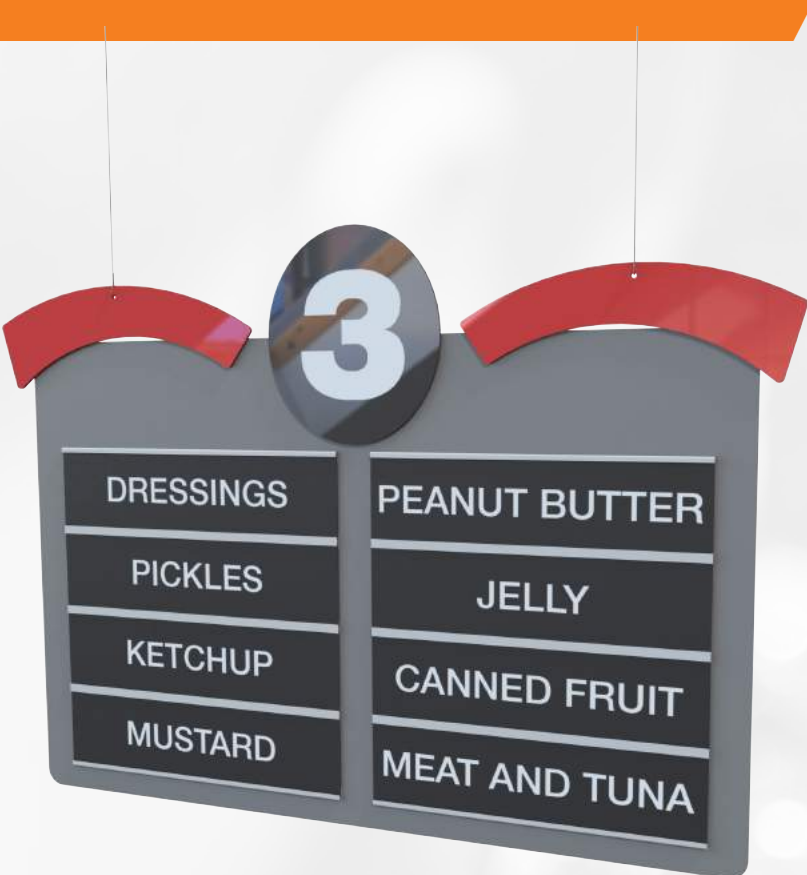 3
DRESSINGS
PICKLES
KETCHUP
MUSTARD
PEANUT BUTTER
JELLY
CANNED FRUIT
MEAT AND TUNA